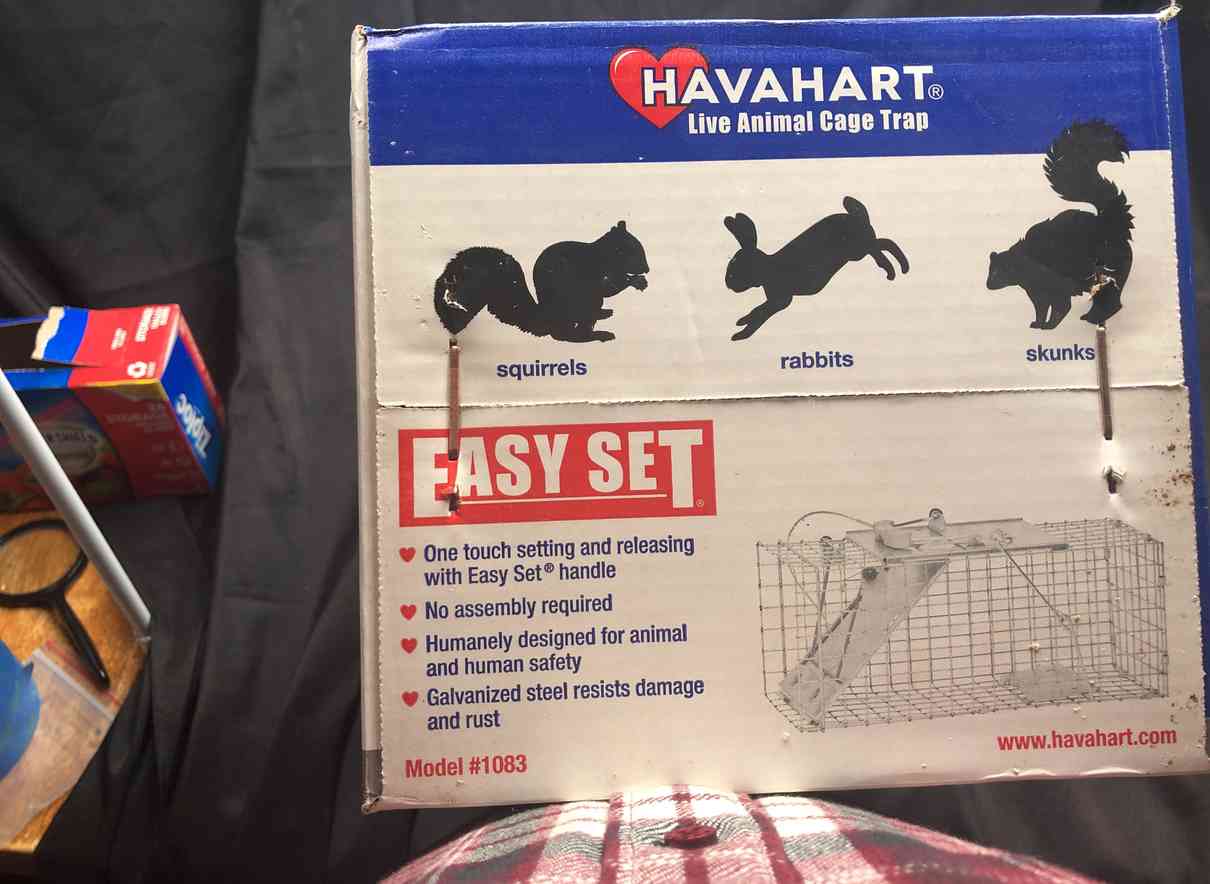 HAVAHART®
Live Animal Cage Trap
squirrels
rabbits
skunks
EASY SET®
One touch setting and releasing
with Easy Set® handle
No assembly required
Humanely designed for animal
and human safety
Galvanized steel resists damage
and rust
Model #1083
www.havahart.com
Ziploc